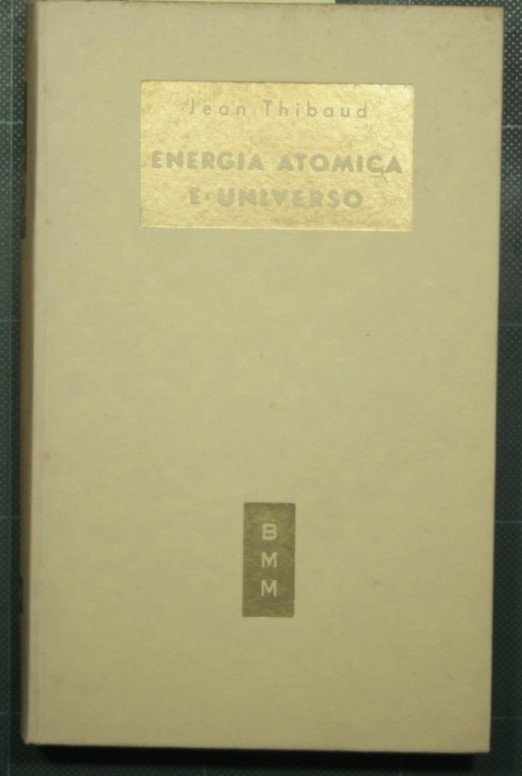 Jean Thibaud
ENERGIA ATOMICA
E UNIVERSO
B
M
M